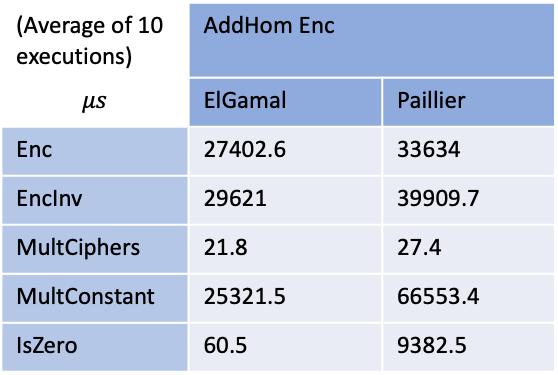 (Average of 10
executions)
μs
AddHom Enc
ElGamal
Paillier
Enc
27402.6
33634
EncInv
29621
39909.7
MultCiphers
21.8
27.4
MultConstant
25321.5
66553.4
IsZero
60.5
9382.5